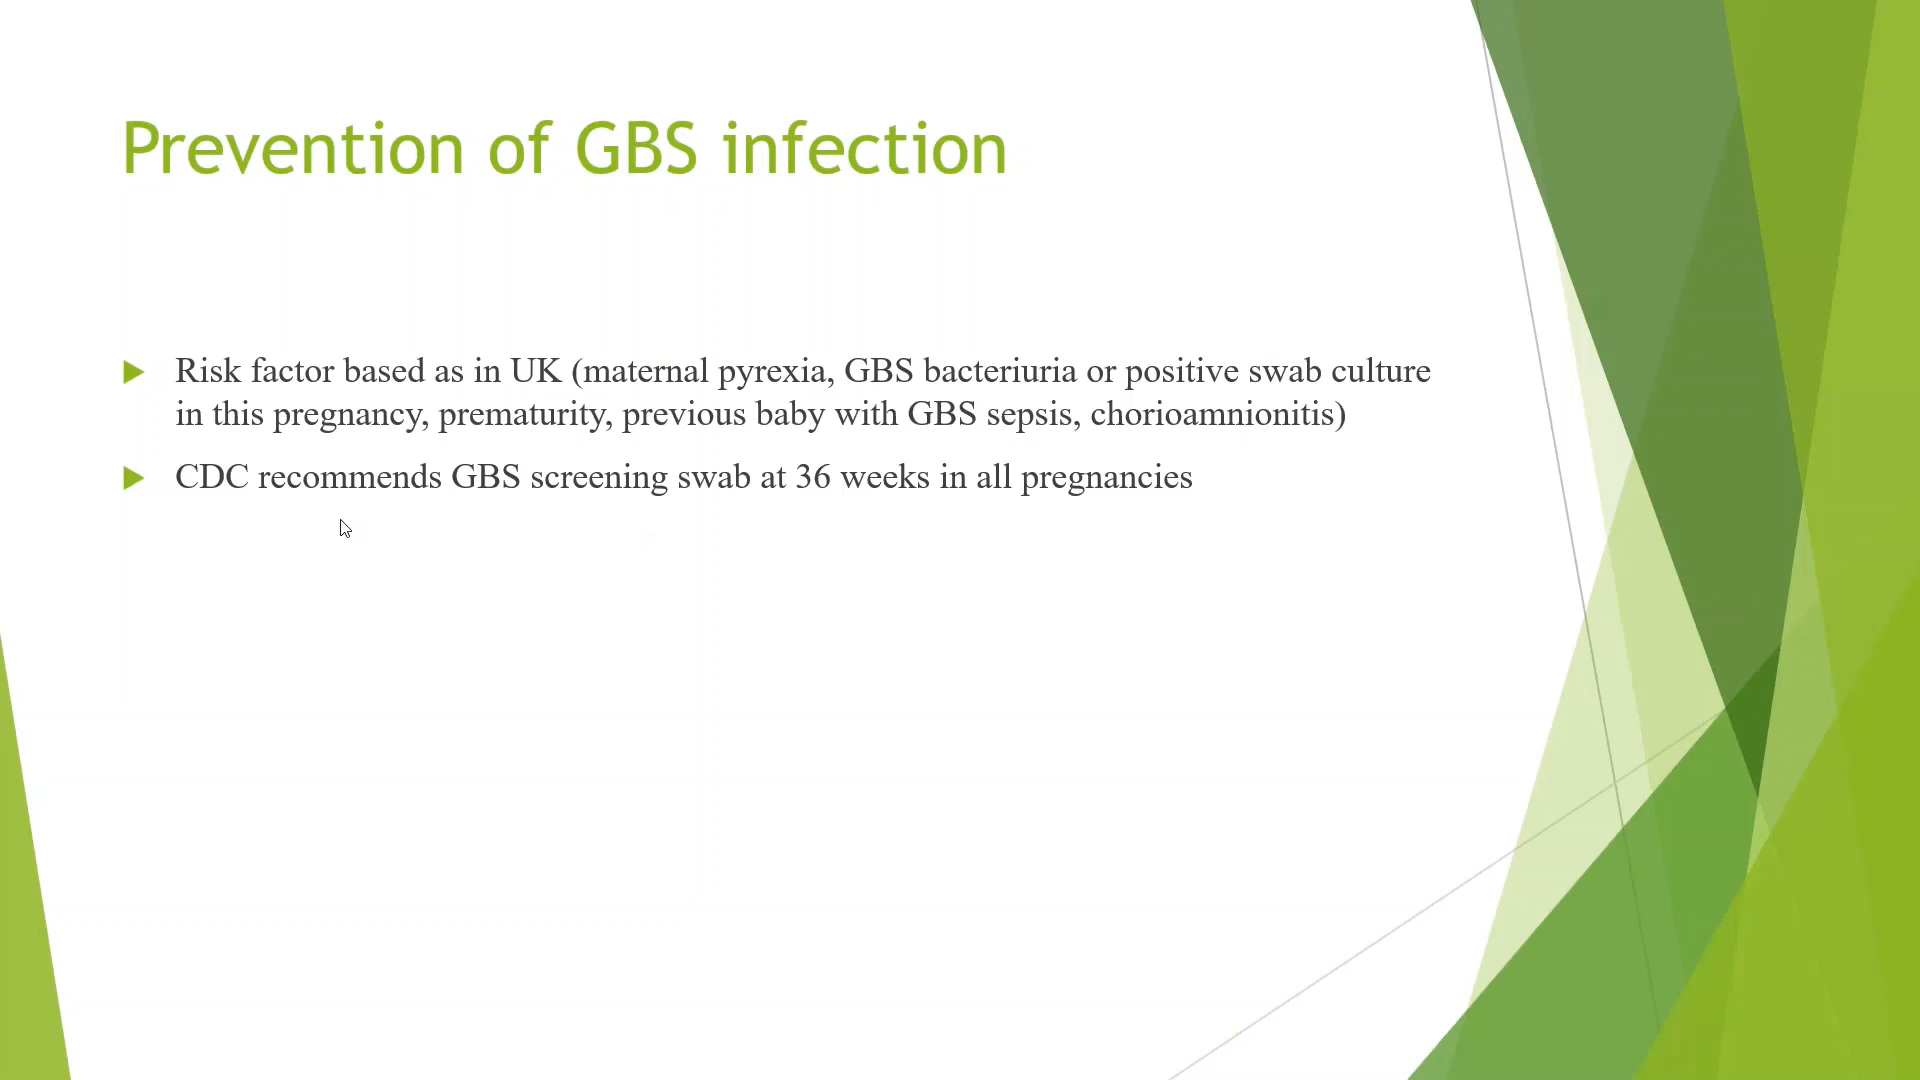 Prevention of GBS infection
Risk factor based as in UK (maternal pyrexia, GBS bacteriuria or positive swab culture
in this pregnancy, prematurity, previous baby with GBS sepsis, chorioamnionitis)
CDC recommends GBS screening swab at 36 weeks in all pregnancies